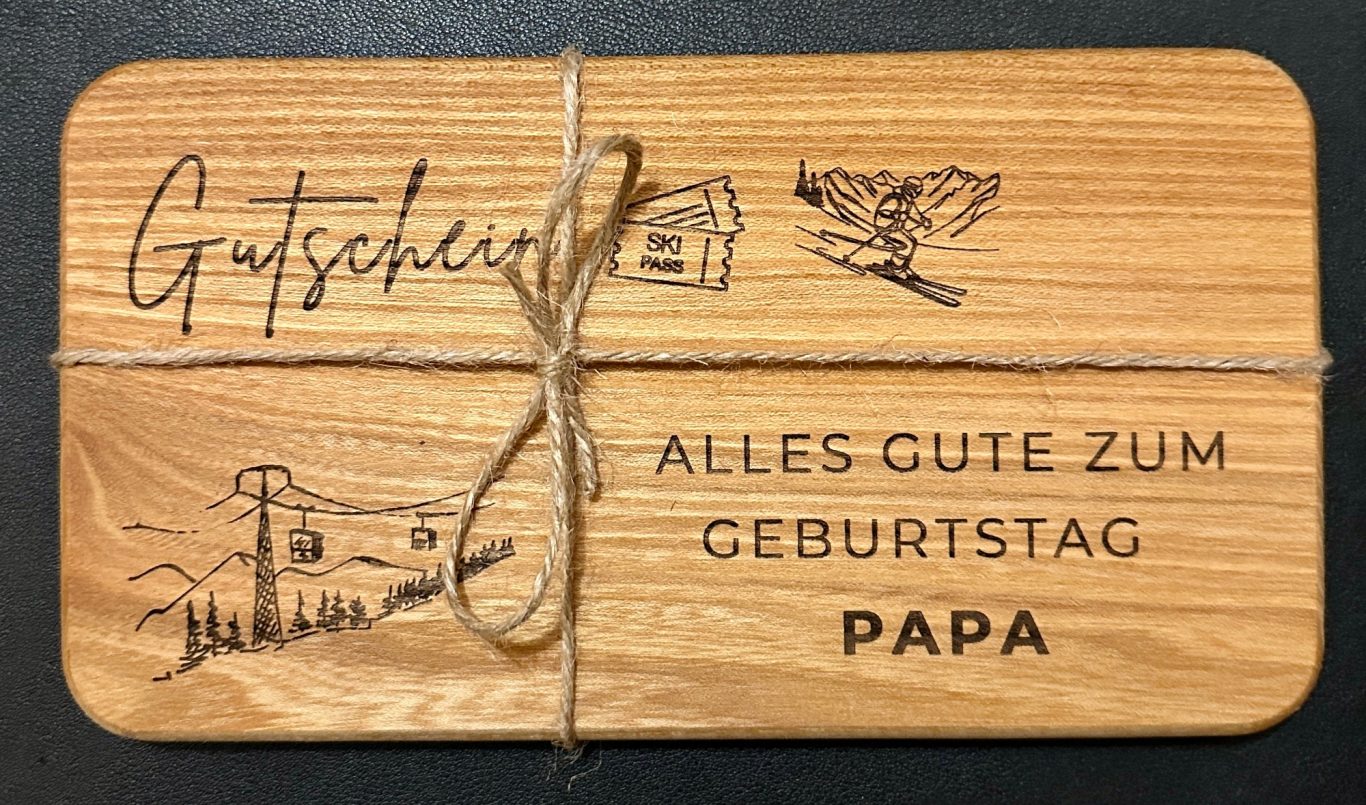 Gutschein
SKI
PASS
ALLES GUTE ZUM
GEBURTSTAG
PAPA